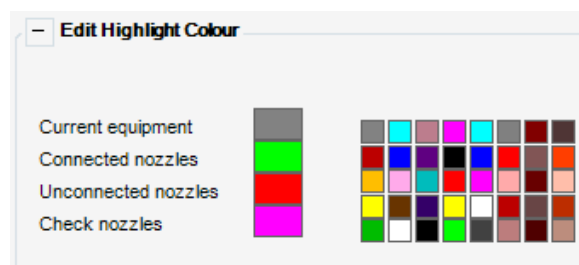 Edit Highlight Colour
Current equipment
Connected nozzles
Unconnected nozzles
Check nozzles